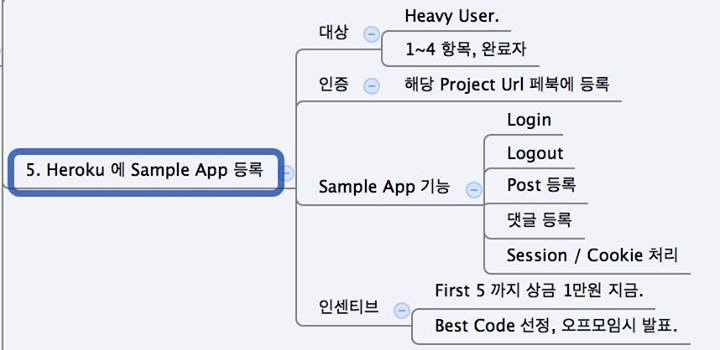 5. Heroku 에 Sample App 등록
대상
Heavy User.
1~4 항목, 완료자
인증
해당 Project Url 페북에 등록
Sample App 기능
Login
Logout
Post 등록
댓글 등록
Session / Cookie 처리
인센티브
First 5 까지 상금 1만원 지금.
Best Code 선정, 오프모임시 발표.